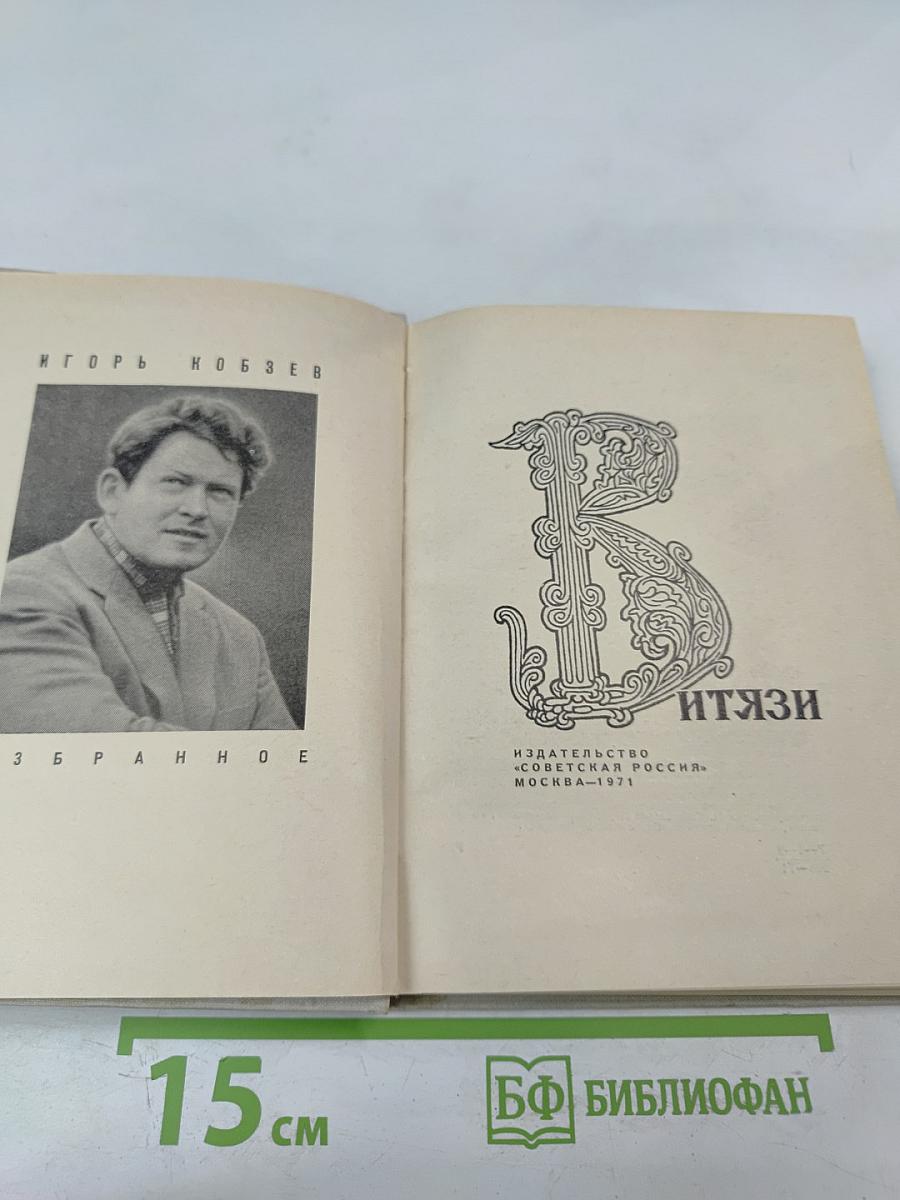 ИГОРЬ КОБЗЕВ
ЗБРАННОЕ
ВИТЯЗИ
ИЗДАТЕЛЬСТВО
«СОВЕТСКАЯ РОССИЯ»
МОСКВА—1971
15 см
БФ БИБЛИОФАН